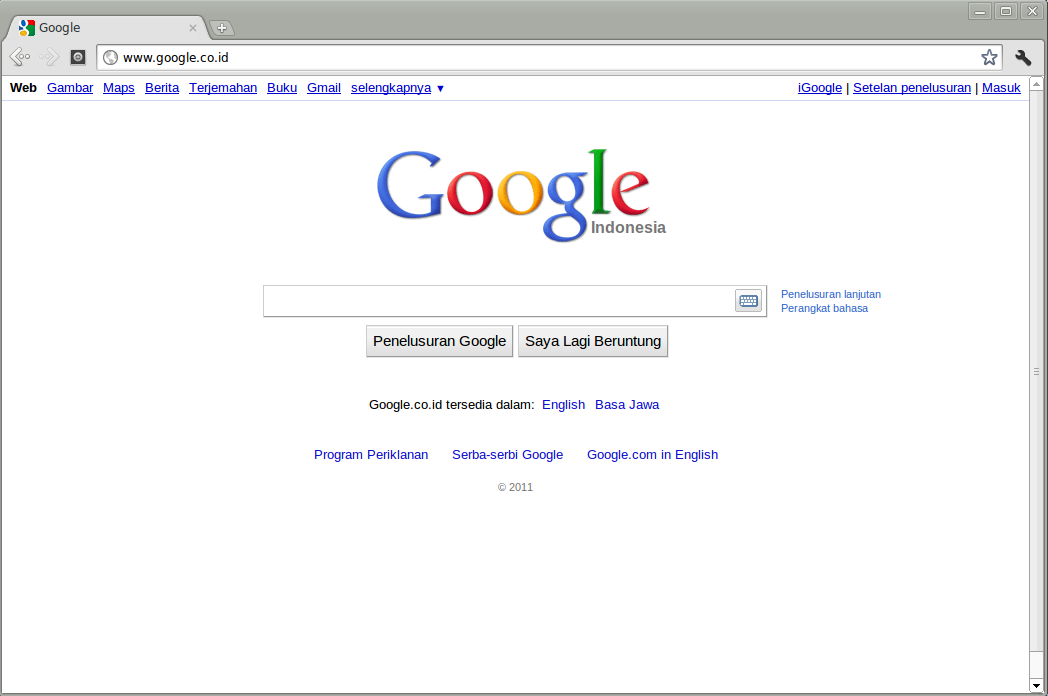 Google
www.google.co.id
Web Gambar Maps Berita Terjemahan Buku Gmail selengkapnya ▼ iGoogle | Setelan penelusuran | Masuk
Google
Indonesia
Penelusuran lanjutan
Perangkat bahasa
Penelusuran Google Saya Lagi Beruntung
Google.co.id tersedia dalam: English Basa Jawa
Program Periklanan Serba-serbi Google Google.com in English
© 2011